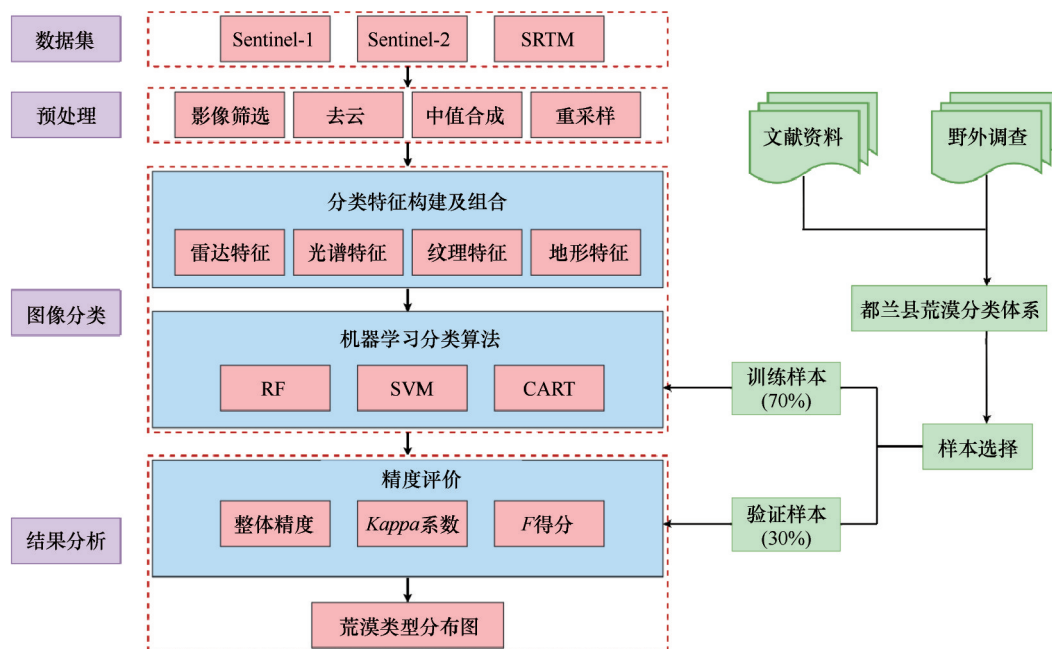 数据集
Sentinel-1
Sentinel-2
SRTM
预处理
影像筛选
去云
中值合成
重采样
文献资料
野外调查
图像分类
分类特征构建及组合
雷达特征
光谱特征
纹理特征
地形特征
机器学习分类算法
RF
SVM
CART
都兰县荒漠分类体系
训练样本
(70%)
样本选择
验证样本
(30%)
结果分析
精度评价
整体精度
Kappa系数
F得分
荒漠类型分布图